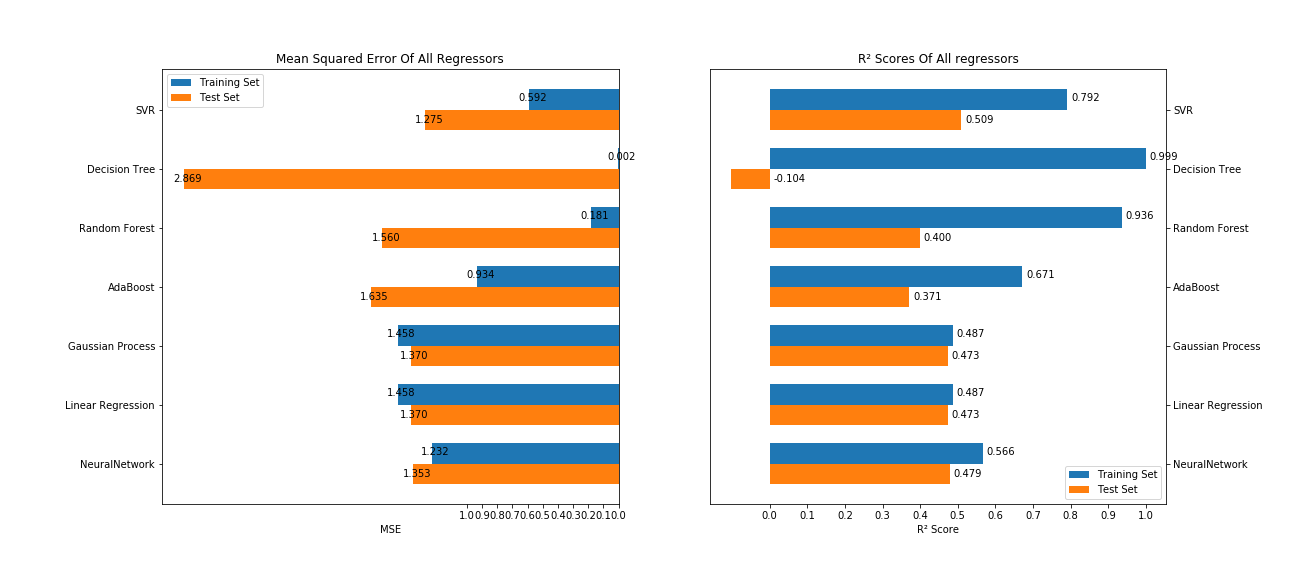 Mean Squared Error Of All Regressors
Training Set
Test Set
SVR
0.592
1.275
Decision Tree
0.002
2.869
Random Forest
0.181
1.560
AdaBoost
0.934
1.635
Gaussian Process
1.458
1.370
Linear Regression
1.458
1.370
NeuralNetwork
1.232
1.353
1.0 0.9 0.8 0.7 0.6 0.5 0.4 0.3 0.2 0.1 0.0
MSE
R² Scores Of All regressors
0.792
SVR
0.509
0.999
Decision Tree
-0.104
0.936
Random Forest
0.400
0.671
AdaBoost
0.371
0.487
Gaussian Process
0.473
0.487
Linear Regression
0.473
0.566
NeuralNetwork
0.479
Training Set
Test Set
0.0 0.1 0.2 0.3 0.4 0.5 0.6 0.7 0.8 0.9 1.0
R² Score